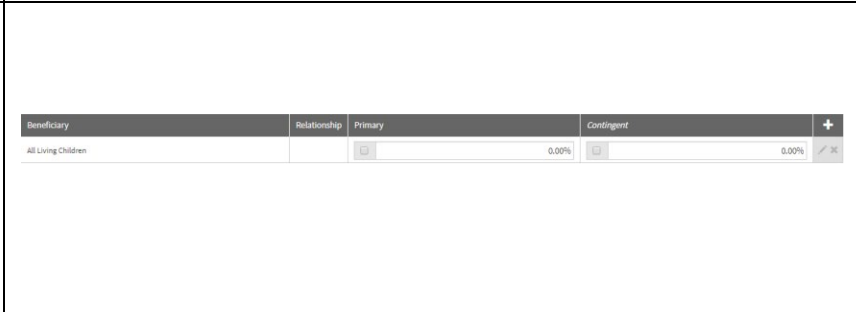 Beneficiary Relationship Primary Contingent +
All Living Children 0.00% 0.00%